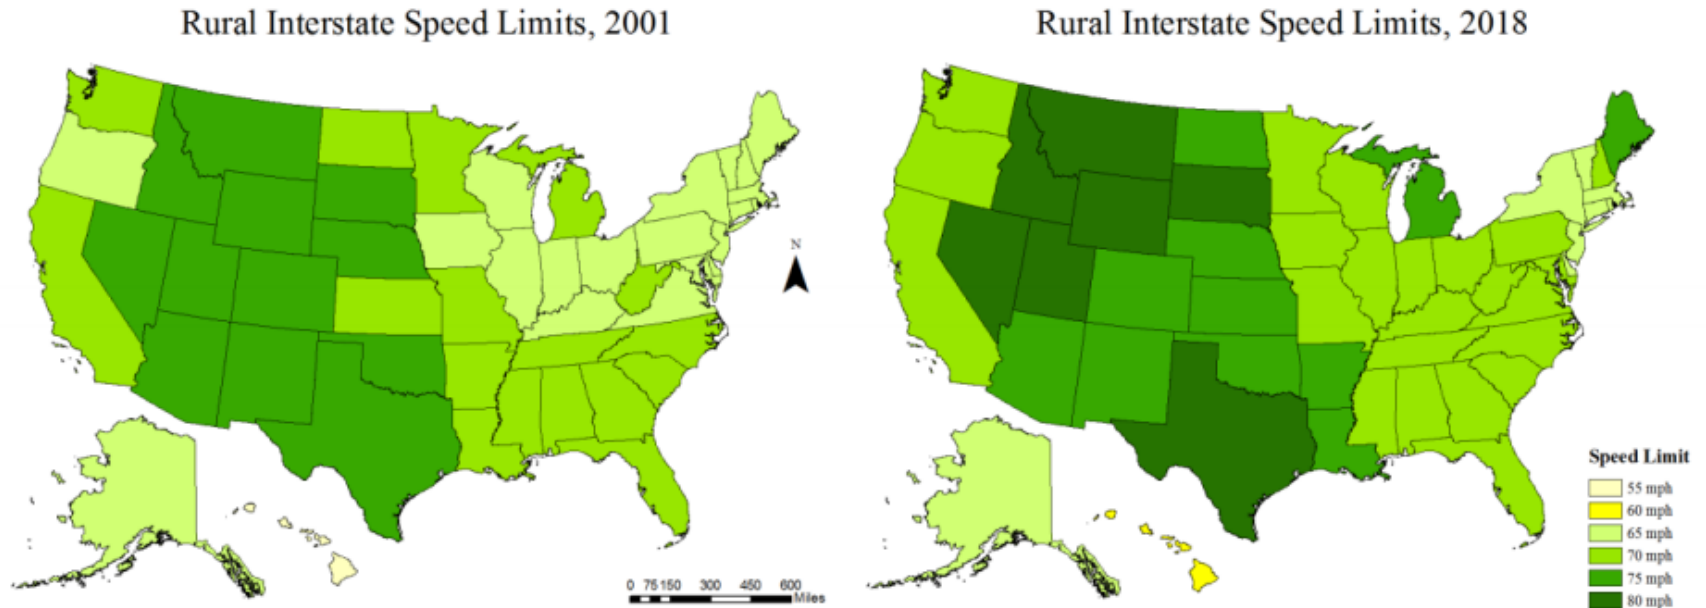 Rural Interstate Speed Limits, 2001
Rural Interstate Speed Limits, 2018
N
0 75 150 300 450 600
Miles
Speed Limit
55 mph
60 mph
65 mph
70 mph
75 mph
80 mph